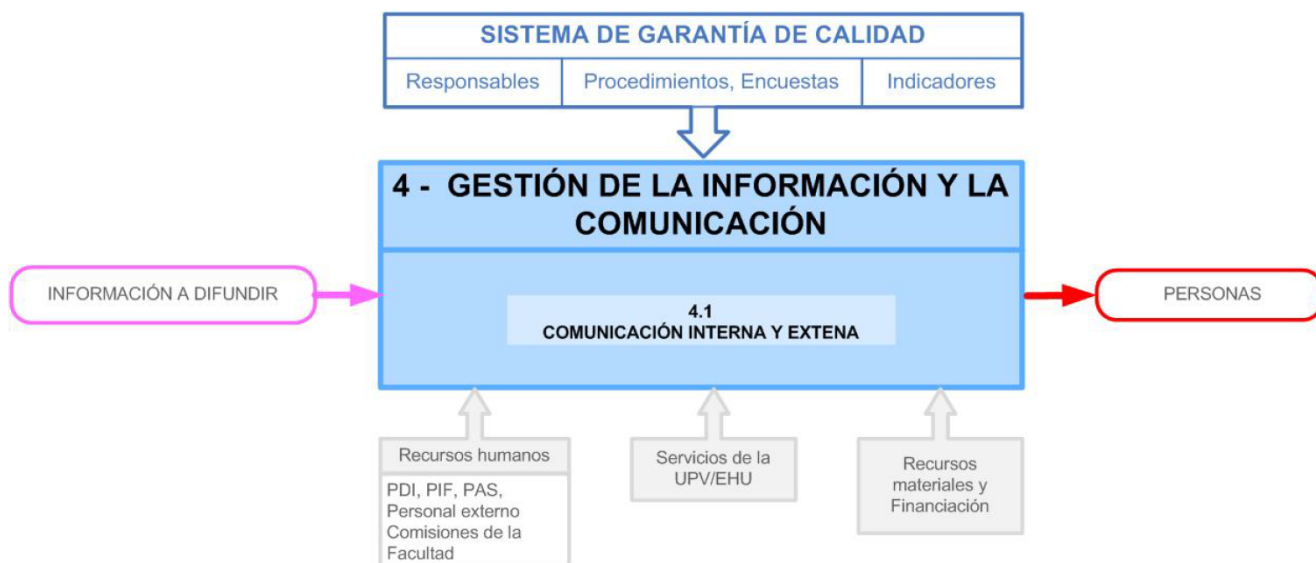 SISTEMA DE GARANTÍA DE CALIDAD
Responsables
Procedimientos, Encuestas
Indicadores
4 - GESTIÓN DE LA INFORMACIÓN Y LA
COMUNICACIÓN
INFORMACIÓN A DIFUNDIR
4.1
COMUNICACIÓN INTERNA Y EXTENA
PERSONAS
Recursos humanos
PDI, PIF, PAS,
Personal externo
Comisiones de la
Facultad
Servicios de la
UPV/EHU
Recursos
materiales y
Financiación